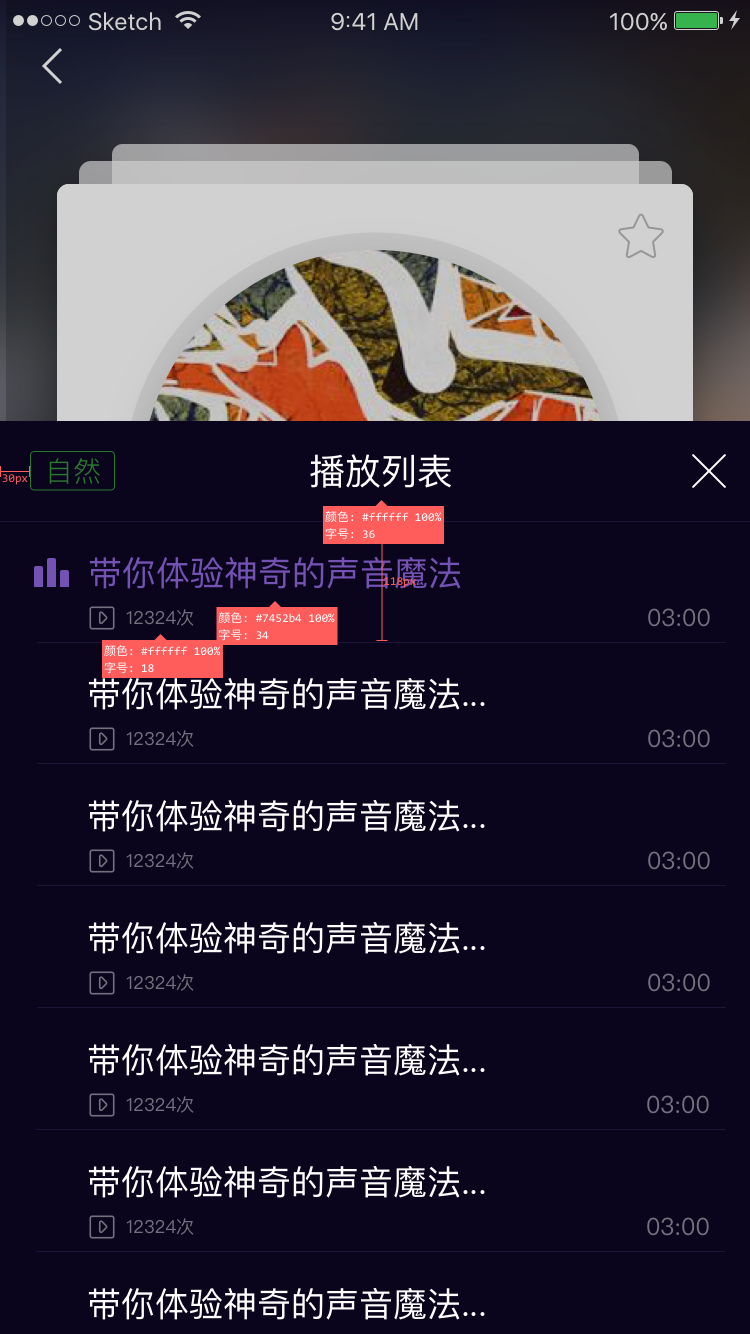 Sketch 9:41 AM 100%
自然 播放列表
30px
颜色: #ffffff 100%
字号: 36
带你体验神奇的声音魔法
118px
12324次 03:00
颜色: #7452b4 100%
字号: 34
颜色: #ffffff 100%
字号: 18
带你体验神奇的声音魔法...
12324次 03:00
带你体验神奇的声音魔法...
12324次 03:00
带你体验神奇的声音魔法...
12324次 03:00
带你体验神奇的声音魔法...
12324次 03:00
带你体验神奇的声音魔法...
12324次 03:00
带你体验神奇的声音魔法...